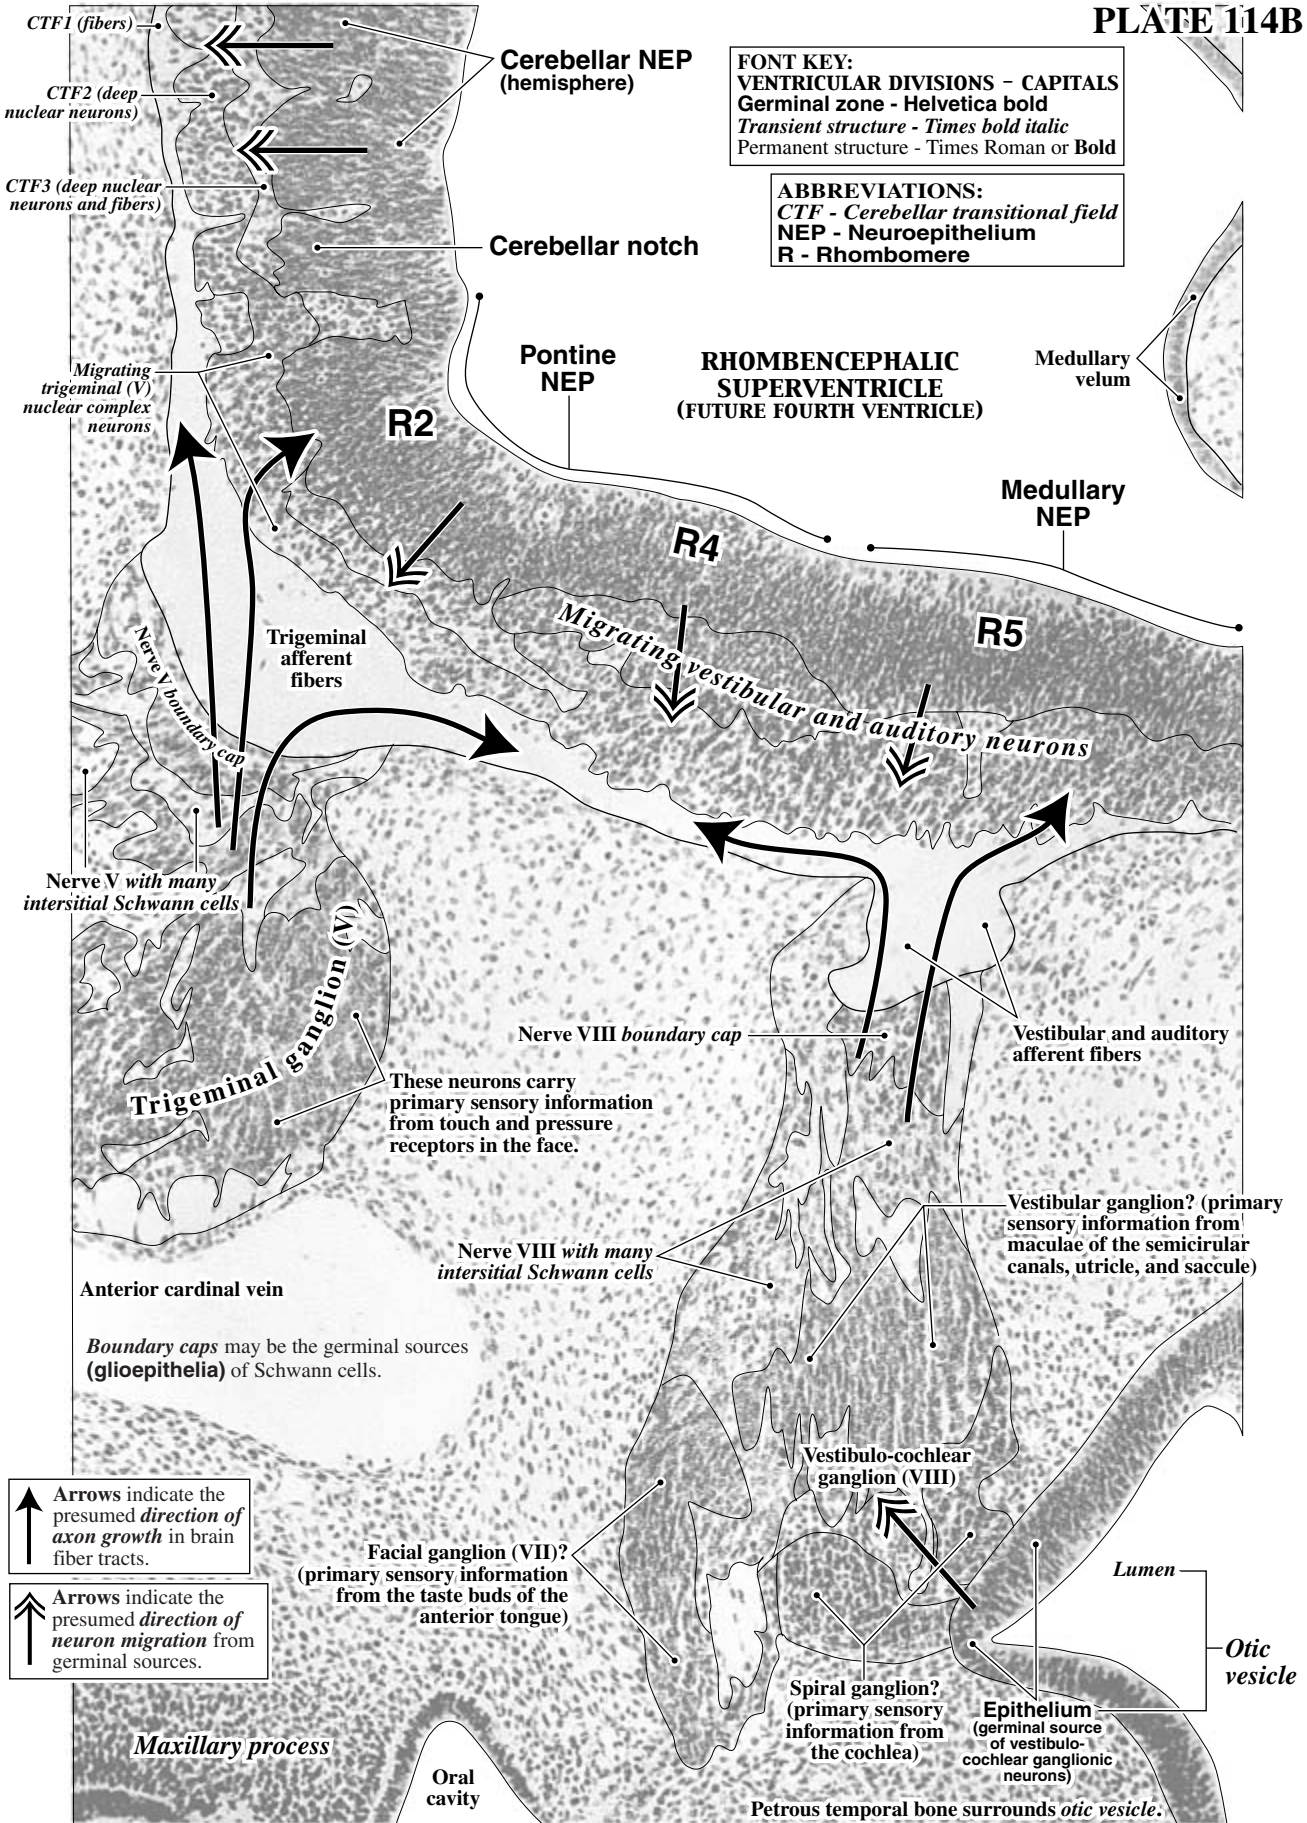 PLATE 114B
CTF1 (fibers)
CTF2 (deep
nuclear neurons)
CTF3 (deep nuclear
neurons and fibers)
Cerebellar NEP
(hemisphere)
Cerebellar notch
FONT KEY:
VENTRICULAR DIVISIONS – CAPITALS
Germinal zone - Helvetica bold
Transient structure - Times bold italic
Permanent structure - Times Roman or Bold
ABBREVIATIONS:
CTF - Cerebellar transitional field
NEP - Neuroepithelium
R - Rhombomere
Migrating
trigeminal (V)
nuclear complex
neurons
R2
Pontine
NEP
RHOMBENCEPHALIC
SUPERVENTRICLE
(FUTURE FOURTH VENTRICLE)
Medullary
velum
Medullary
NEP
R4
R5
Migrating vestibular and auditory neurons
Trigeminal
afferent
fibers
Nerve V boundary cap
Nerve V with many
intersitial Schwann cells
Trigeminal ganglion (V)
These neurons carry
primary sensory information
from touch and pressure
receptors in the face.
Nerve VIII boundary cap
Vestibular and auditory
afferent fibers
Nerve VIII with many
intersitial Schwann cells
Vestibular ganglion? (primary
sensory information from
maculae of the semicirular
canals, utricle, and saccule)
Anterior cardinal vein
Boundary caps may be the germinal sources
(glioepithelia) of Schwann cells.
Vestibulo-cochlear
ganglion (VIII)
Arrows indicate the
presumed direction of
axon growth in brain
fiber tracts.
Arrows indicate the
presumed direction of
neuron migration from
germinal sources.
Facial ganglion (VII)?
(primary sensory information
from the taste buds of the
anterior tongue)
Lumen
Otic
vesicle
Spiral ganglion?
(primary sensory
information from
the cochlea)
Epithelium
(germinal source
of vestibulo-
cochlear ganglionic
neurons)
Maxillary process
Oral
cavity
Petrous temporal bone surrounds otic vesicle.